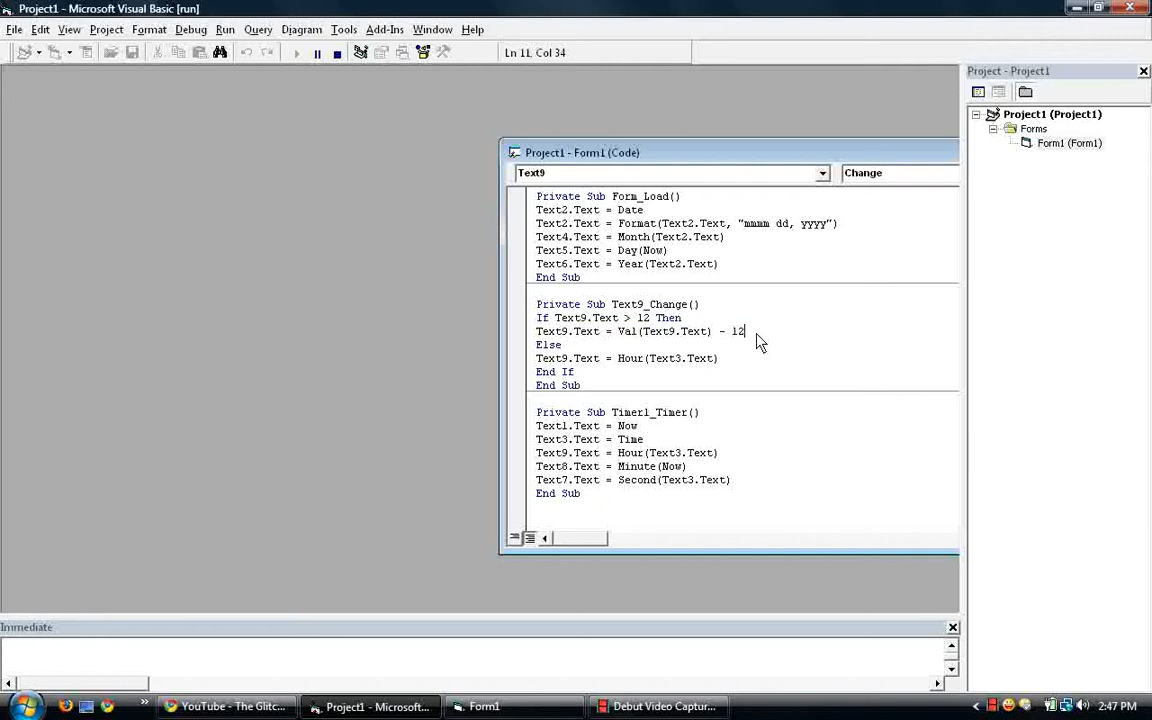 Project1 - Microsoft Visual Basic [run]
File Edit View Project Format Debug Run Query Diagram Tools Add-Ins Window Help
Ln 11, Col 34
Project - Project1
Project1 (Project1)
Forms
Form1 (Form1)
Project1 - Form1 (Code)
Text9 Change
Private Sub Form_Load()
Text2.Text = Date
Text2.Text = Format(Text2.Text, "mmmm dd, yyyy")
Text4.Text = Month(Text2.Text)
Text5.Text = Day(Now)
Text6.Text = Year(Text2.Text)
End Sub
Private Sub Text9_Change()
If Text9.Text > 12 Then
Text9.Text = Val(Text9.Text) - 12
Else
Text9.Text = Hour(Text3.Text)
End If
End Sub
Private Sub Timer1_Timer()
Text1.Text = Now
Text3.Text = Time
Text9.Text = Hour(Text3.Text)
Text8.Text = Minute(Now)
Text7.Text = Second(Text3.Text)
End Sub
Immediate
YouTube - The Glitc... Project1 - Microsoft... Form1 Debut Video Captur... 2:47 PM